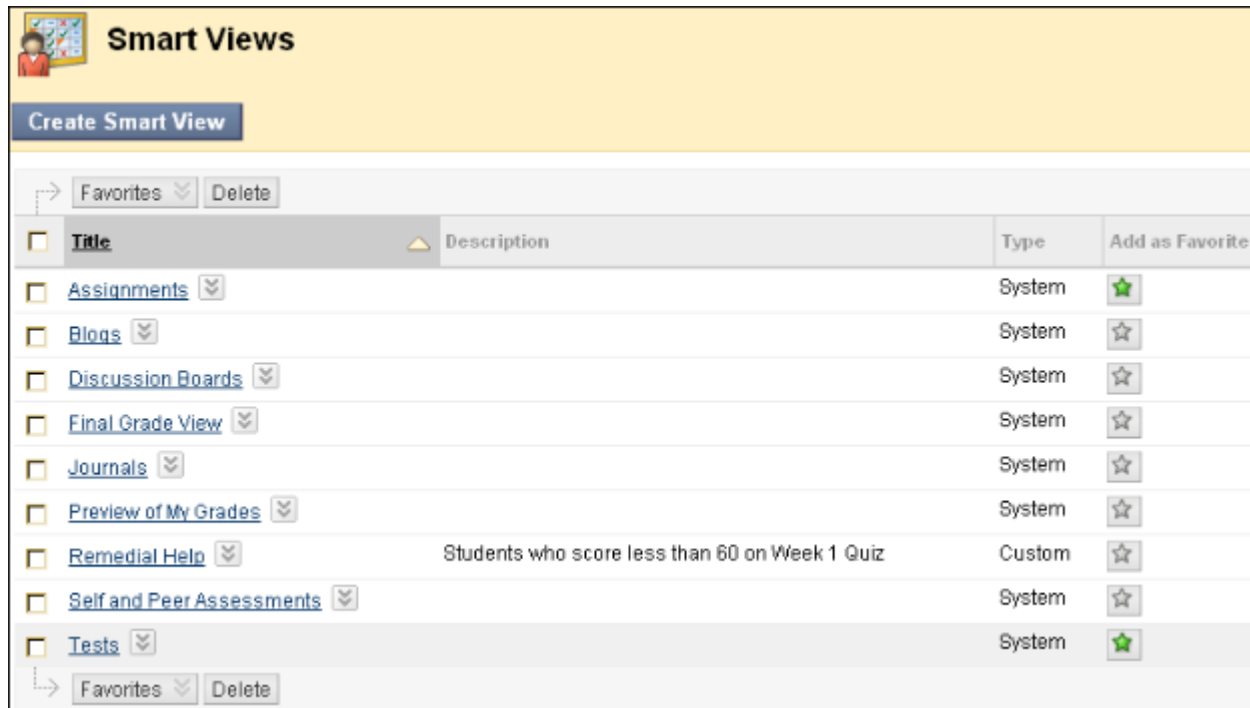 Smart Views
Create Smart View
Favorites Delete
Title Description Type Add as Favorite
Assignments System
Blogs System
Discussion Boards System
Final Grade View System
Journals System
Preview of My Grades System
Remedial Help Students who score less than 60 on Week 1 Quiz Custom
Self and Peer Assessments System
Tests System
Favorites Delete